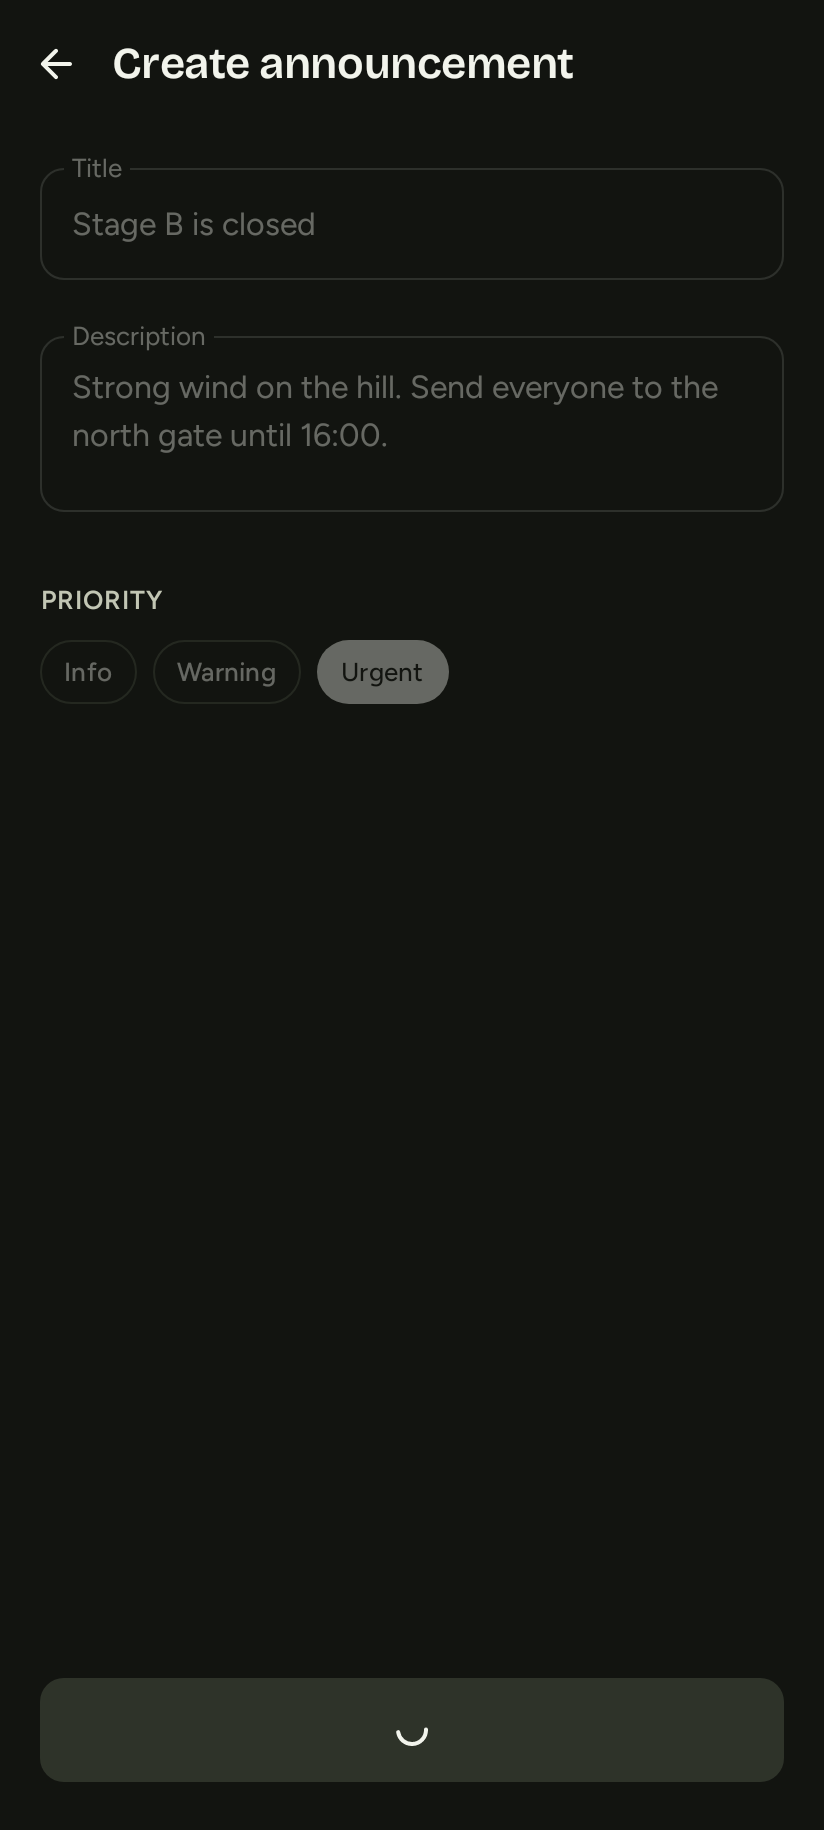 Create announcement
Title
Stage B is closed
Description
Strong wind on the hill. Send everyone to the
north gate until 16:00.
PRIORITY
Info
Warning
Urgent